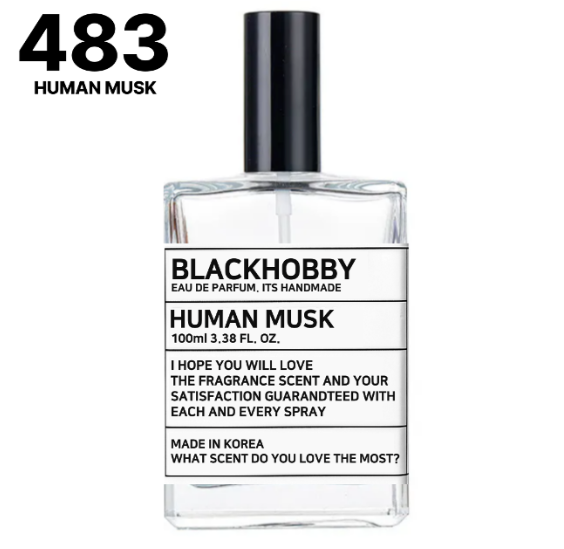 483
HUMAN MUSK
BLACKHOBBY
EAU DE PARFUM, ITS HANDMADE
HUMAN MUSK
100ml 3.38 FL. OZ.
I HOPE YOU WILL LOVE
THE FRAGRANCE SCENT AND YOUR
SATISFACTION GUARANDTEED WITH
EACH AND EVERY SPRAY
MADE IN KOREA
WHAT SCENT DO YOU LOVE THE MOST?